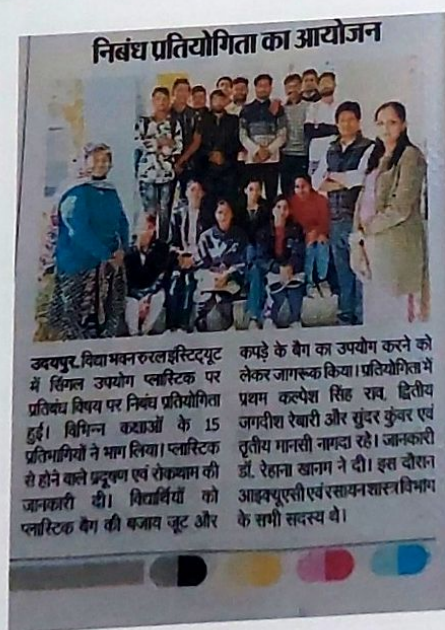 निबंध प्रतियोगिता का आयोजन
उदयपुर. विद्या भवन रुरल इंस्टिट्यूट
में सिंगल उपयोग प्लास्टिक पर
प्रतिबंध विषय पर निबंध प्रतियोगिता
हुई। विभिन्न कक्षाओं के 15
प्रतिभागियों ने भाग लिया। प्लास्टिक
से होने वाले प्रदूषण एवं रोकथाम की
जानकारी दी। विद्यार्थियों को
प्लास्टिक बैग की बजाय जूट और
कपड़े के बैग का उपयोग करने को
लेकर जागरूक किया। प्रतियोगिता में
प्रथम कल्पेश सिंह राव, द्वितीय
जगदीश रेबारी और सुंदर कुंवर एवं
तृतीय मानसी नागदा रहे। जानकारी
डॉ. रेहाना खानम ने दी। इस दौरान
आइक्यूएसी एवं रसायन शास्त्र विभाग
के सभी सदस्य थे।